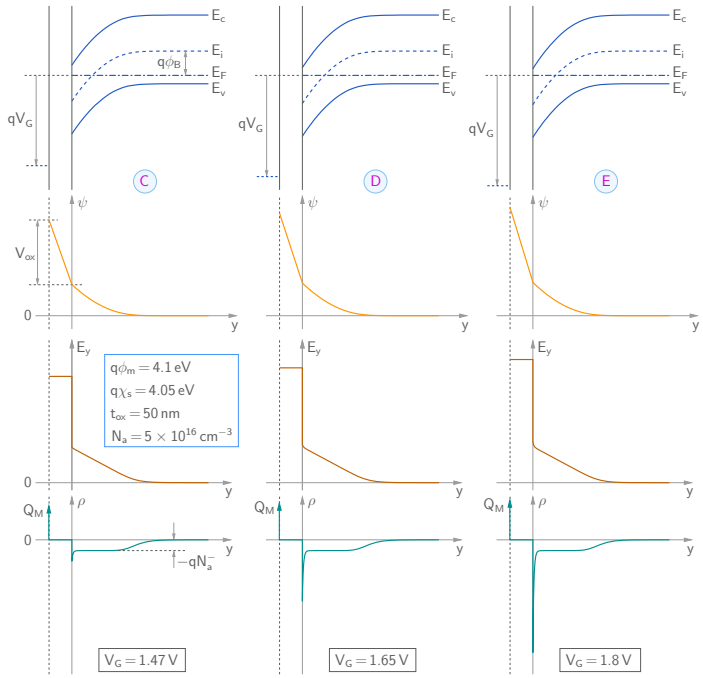 E_c
E_i
qϕ_B
E_F
E_v
qV_G
C
E_c
E_i
E_F
E_v
qV_G
D
E_c
E_i
E_F
E_v
qV_G
E
ψ
V_ox
0
y
ψ
y
ψ
y
E_y
qϕ_m = 4.1 eV
qχ_s = 4.05 eV
t_ox = 50 nm
N_a = 5 × 10^16 cm^−3
0
y
E_y
y
E_y
y
Q_M
ρ
0
y
−qN_a^−
Q_M
ρ
y
Q_M
ρ
y
V_G = 1.47 V
V_G = 1.65 V
V_G = 1.8 V